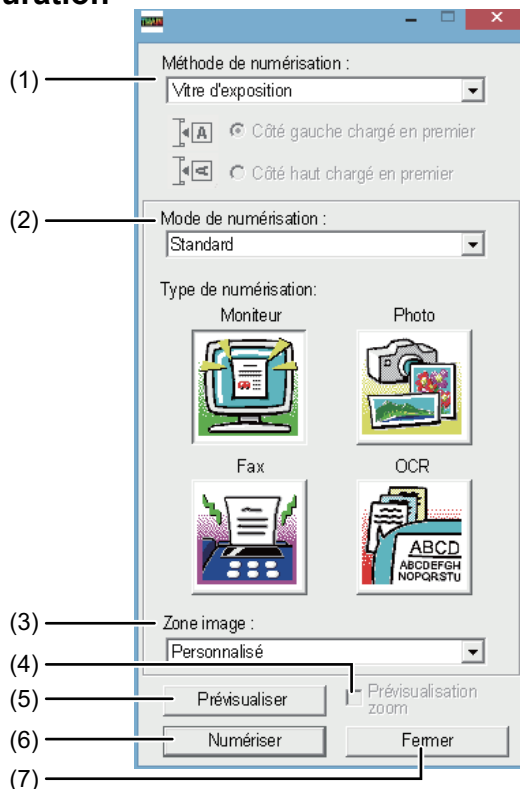 uration
TWAIN
(1)
Méthode de numérisation :
Vitre d'exposition
A
Côté gauche chargé en premier
A
Côté haut chargé en premier
(2)
Mode de numérisation :
Standard
Type de numérisation:
Moniteur
Photo
Fax
OCR
ABCD
ABCDEFGH
NOPQRSTU
(3)
Zone image :
(4)
Personnalisé
(5)
Prévisualiser
Prévisualisation
zoom
(6)
Numériser
Fermer
(7)